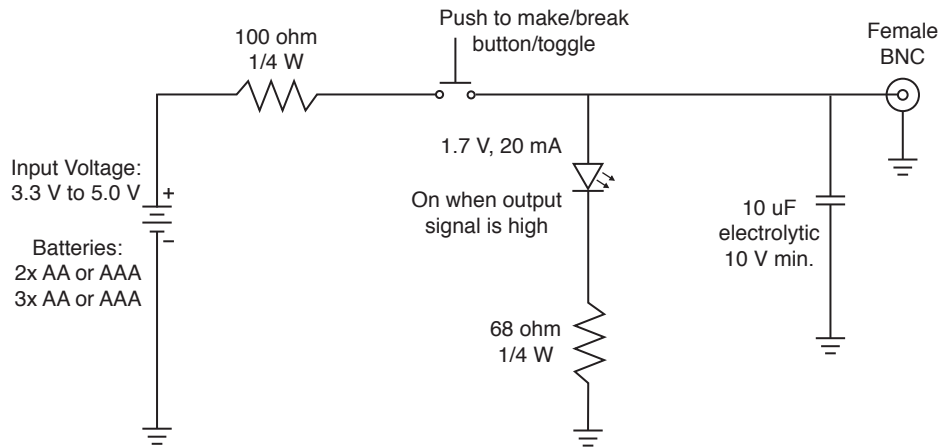 Push to make/break
button/toggle
Female
BNC
100 ohm
1/4 W
1.7 V, 20 mA
Input Voltage:
3.3 V to 5.0 V
+
−
On when output
signal is high
10 uF
electrolytic
10 V min.
Batteries:
2x AA or AAA
3x AA or AAA
68 ohm
1/4 W